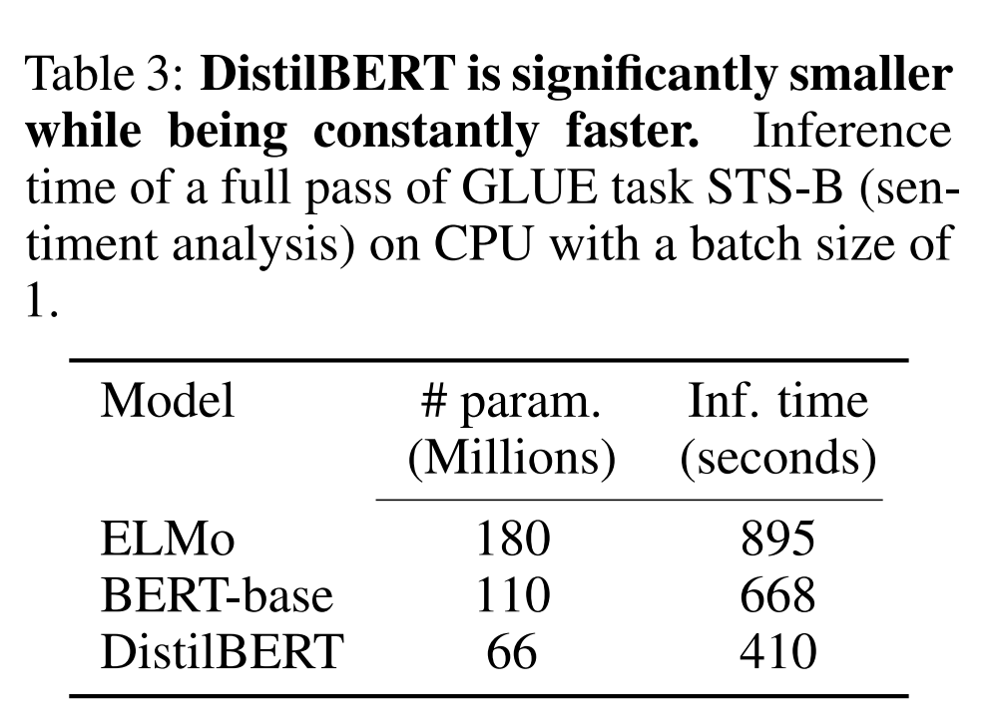 Table 3: DistilBERT is significantly smaller
while being constantly faster. Inference
time of a full pass of GLUE task STS-B (sen-
timent analysis) on CPU with a batch size of
1.
Model # param. Inf. time
(Millions) (seconds)
ELMo 180 895
BERT-base 110 668
DistilBERT 66 410